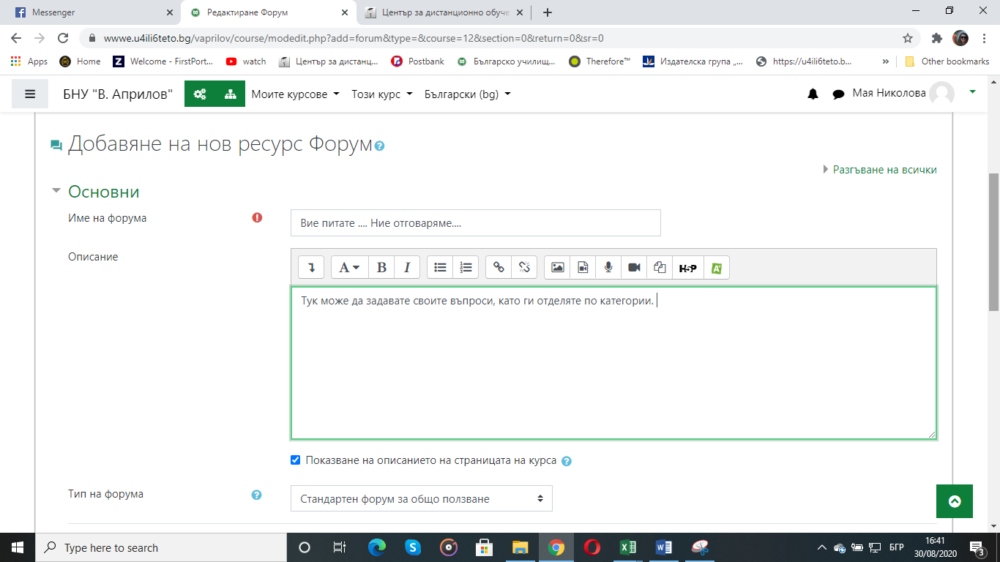 Messenger
Редактиране Форум
Център за дистанционно обуче
wwwe.u4ili6teto.bg/vaprilov/course/modedit.php?add=forum&type=&course=12&section=0&return=0&sr=0
Apps Home Welcome - FirstPort... watch Център за дистанц... Postbank Българско училищ... Therefore™ Издателска група „... https://u4ili6teto.b... » Other bookmarks
БНУ "В. Априлов" Моите курсове Този курс Български (bg) Мая Николова
Добавяне на нов ресурс Форум
Разгъване на всички
Основни
Име на форума
Вие питате .... Ние отговаряме....
Описание
A B I H5P
Тук може да задавате своите въпроси, като ги отделяте по категории.
Показване на описанието на страницата на курса
Тип на форума
Стандартен форум за общо ползване
Type here to search
БГР
16:41
30/08/2020
3